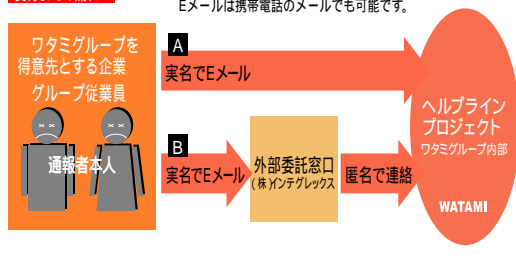 Eメールは携帯電話のメールでも可能です。
ワタミグループを
得意先とする企業
グループ従業員
通報者本人
A
実名でEメール
B
実名でEメール
外部委託窓口
(株)インテグレックス
匿名で連絡
ヘルプライン
プロジェクト
ワタミグループ内部
WATAMI